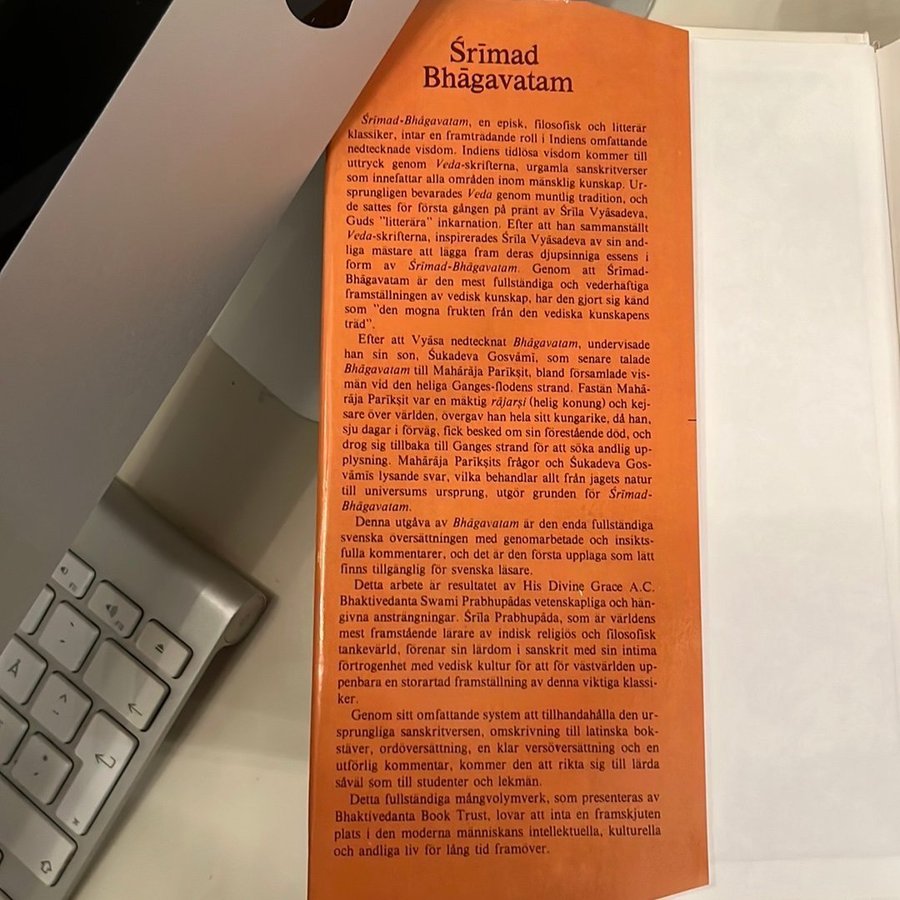 Śrīmad
Bhāgavatam
Śrīmad-Bhāgavatam, en episk, filosofisk och litterär
klassiker, intar en framträdande roll i Indiens omfattande
nedtecknade visdom. Indiens tidlösa visdom kommer till
uttryck genom Veda-skrifterna, urgamla sanskritverser
som innefattar alla områden inom mänsklig kunskap. Ur-
sprungligen bevarades Veda genom muntlig tradition, och
de sattes för första gången på pränt av Śrīla Vyāsadeva,
Guds "litterära" inkarnation. Efter att han sammanställt
Veda-skrifterna, inspirerades Śrīla Vyāsadeva av sin and-
liga mästare att lägga fram deras djupsinniga essens i
form av Śrīmad-Bhāgavatam. Genom att Śrīmad-
Bhāgavatam är den mest fullständiga och vederhäftiga
framställningen av vedisk kunskap, har den gjort sig känd
som "den mogna frukten från den vediska kunskapens
träd".
Efter att Vyāsa nedtecknat Bhāgavatam, undervisade
han sin son, Śukadeva Gosvāmī, som senare talade
Bhāgavatam till Mahārāja Parīkṣit, bland församlade vis-
män vid den heliga Ganges-flodens strand. Fastän Mahā-
rāja Parīkṣit var en mäktig rājarṣi (helig konung) och kej-
sare över världen, övergav han hela sitt kungarike, då han,
sju dagar i förväg, fick besked om sin förestående död, och
drog sig tillbaka till Ganges strand för att söka andlig up-
plysning. Mahārāja Parīkṣits frågor och Śukadeva Gos-
vāmīs lysande svar, vilka behandlar allt från jagets natur
till universums ursprung, utgör grunden för Śrīmad-
Bhāgavatam.
Denna utgåva av Bhāgavatam är den enda fullständiga
svenska översättningen med genomarbetade och insikts-
fulla kommentarer, och det är den första upplaga som lätt
finns tillgänglig för svenska läsare.
Detta arbete är resultatet av His Divine Grace A.C.
Bhaktivedanta Swami Prabhupādas vetenskapliga och hän-
givna ansträngningar. Śrīla Prabhupāda, som är världens
mest framstående lärare av indisk religiös och filosofisk
tankevärld, förenar sin lärdom i sanskrit med sin intima
förtrogenhet med vedisk kultur för att för västvärlden up-
penbara en storartad framställning av denna viktiga klassi-
ker.
Genom sitt omfattande system att tillhandahålla den ur-
sprungliga sanskritversen, omskrivning till latinska bok-
stäver, ordöversättning, en klar versöversättning och en
utförlig kommentar, kommer den att rikta sig till lärda
såväl som till studenter och lekmän.
Detta fullständiga mångvolymverk, som presenteras av
Bhaktivedanta Book Trust, lovar att inta en framskjuten
plats i den moderna människans intellektuella, kulturella
och andliga liv för lång tid framöver.
Å